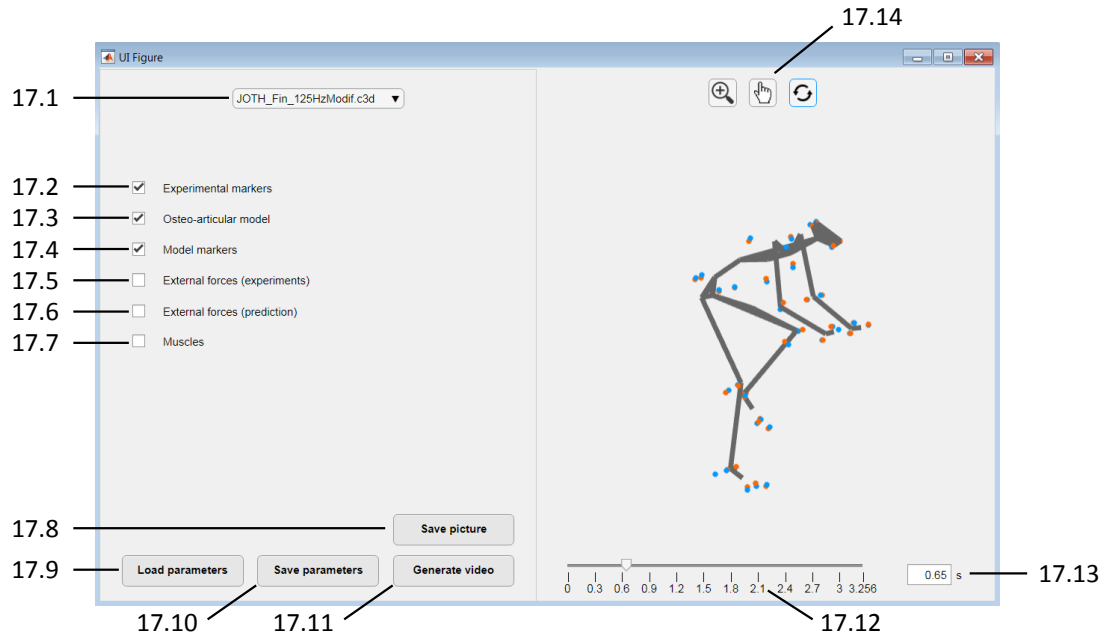 17.14
UI Figure
17.1
JOTH_Fin_125HzModif.c3d
17.2
Experimental markers
17.3
Osteo-articular model
17.4
Model markers
17.5
External forces (experiments)
17.6
External forces (prediction)
17.7
Muscles
17.8
Save picture
17.9
Load parameters
Save parameters
Generate video
0 0.3 0.6 0.9 1.2 1.5 1.8 2.1 2.4 2.7 3 3.256
0.65 s
17.13
17.10
17.11
17.12